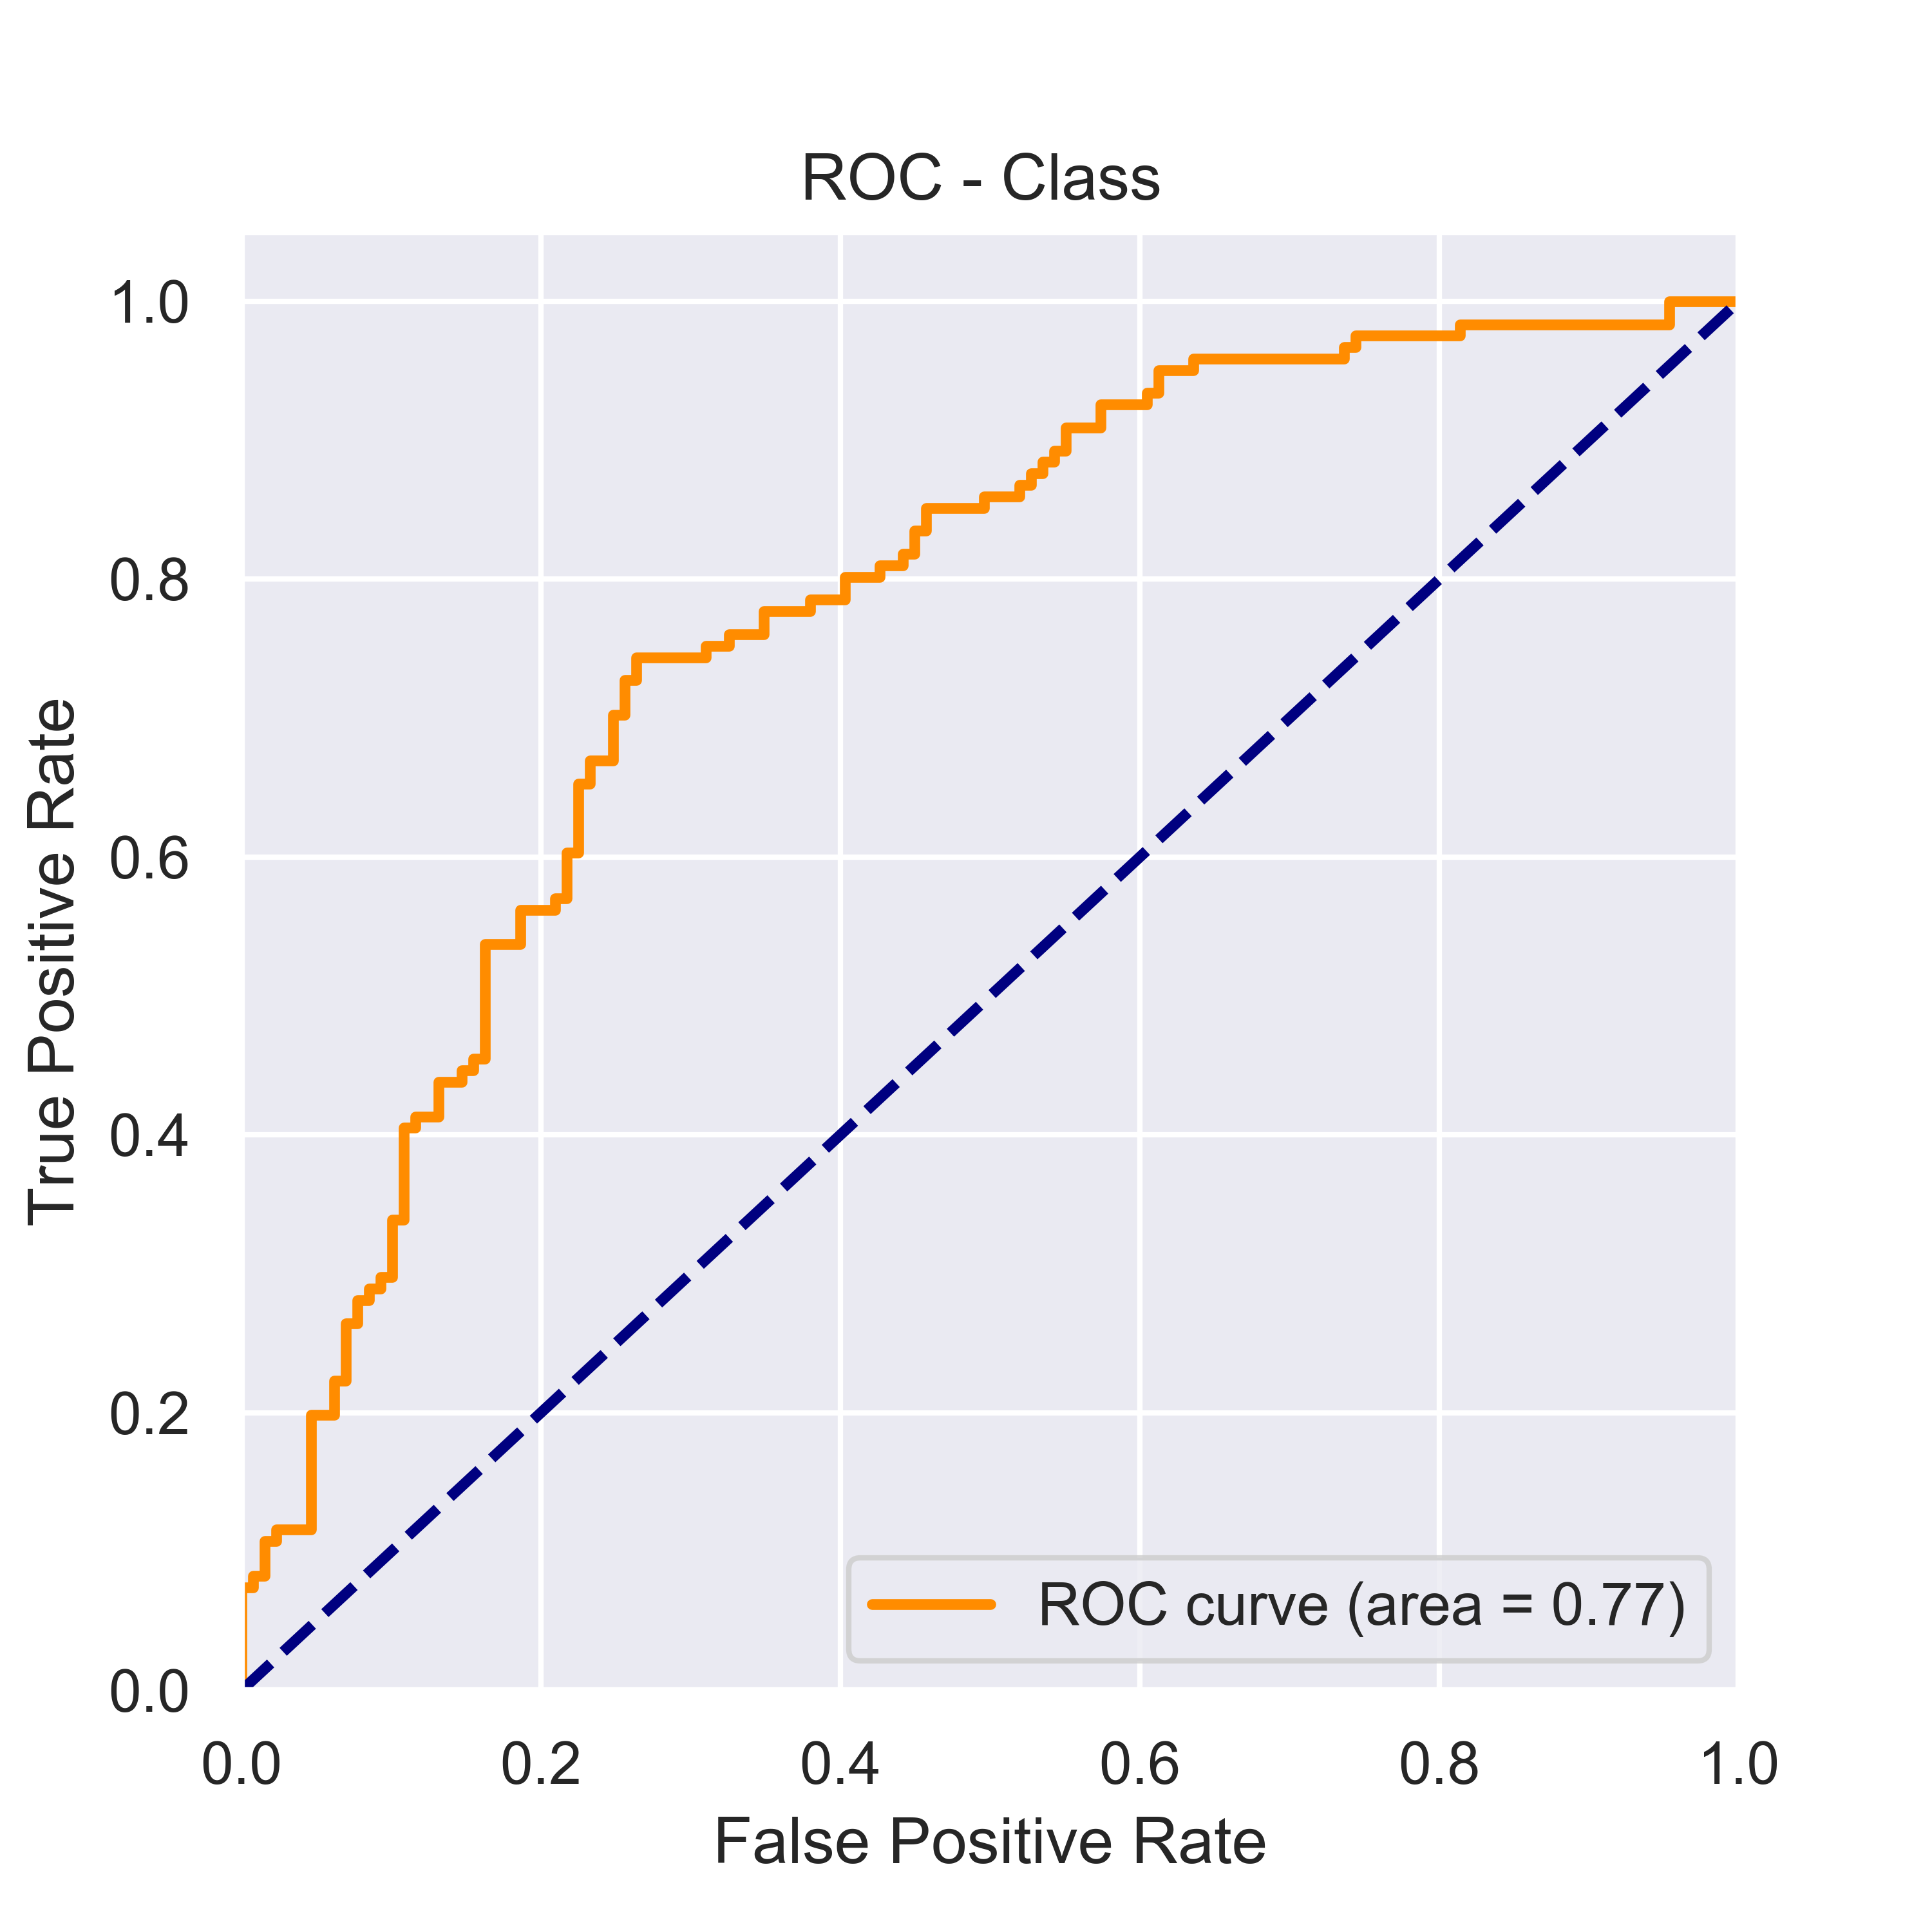 ROC - Class
1.0
0.8
0.6
0.4
0.2
0.0
True Positive Rate
ROC curve (area = 0.77)
0.0 0.2 0.4 0.6 0.8 1.0
False Positive Rate